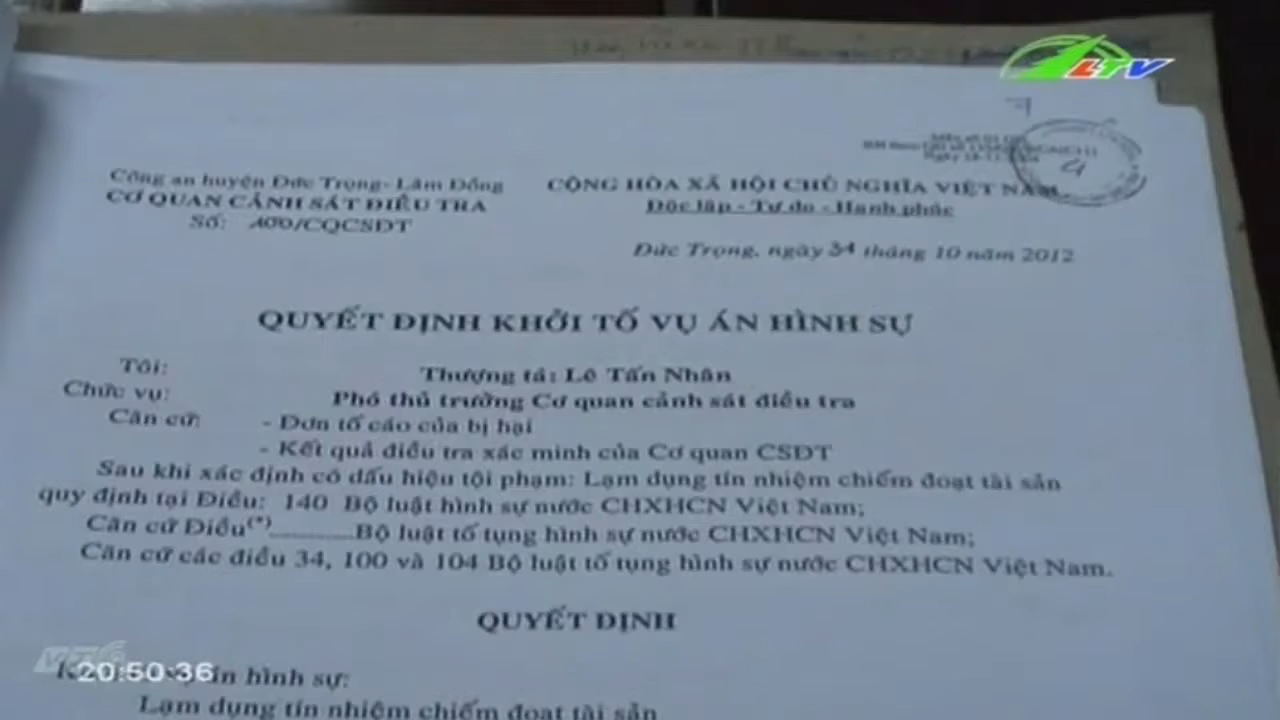 LTV
Công an huyện Đức Trọng- Lâm Đồng
CƠ QUAN CẢNH SÁT ĐIỀU TRA
Số: 100/CQCSĐT
CỘNG HÒA XÃ HỘI CHỦ NGHĨA VIỆT NAM
Độc lập - Tự do - Hạnh phúc
Đức Trọng, ngày 31 tháng 10 năm 2012
QUYẾT ĐỊNH KHỞI TỐ VỤ ÁN HÌNH SỰ
Tôi: Thượng tá: Lê Tấn Nhân
Chức vụ: Phó thủ trưởng Cơ quan cảnh sát điều tra
Căn cứ: - Đơn tố cáo của bị hại
- Kết quả điều tra xác minh của Cơ quan CSĐT
Sau khi xác định có dấu hiệu tội phạm: Lạm dụng tín nhiệm chiếm đoạt tài sản
quy định tại Điều: 140 Bộ luật hình sự nước CHXHCN Việt Nam;
Căn cứ Điều(*)..............Bộ luật tố tụng hình sự nước CHXHCN Việt Nam;
Căn cứ các điều 34, 100 và 104 Bộ luật tố tụng hình sự nước CHXHCN Việt Nam.
QUYẾT ĐỊNH
án hình sự:
20:50:36
Lạm dụng tín nhiệm chiếm đoạt tài sản